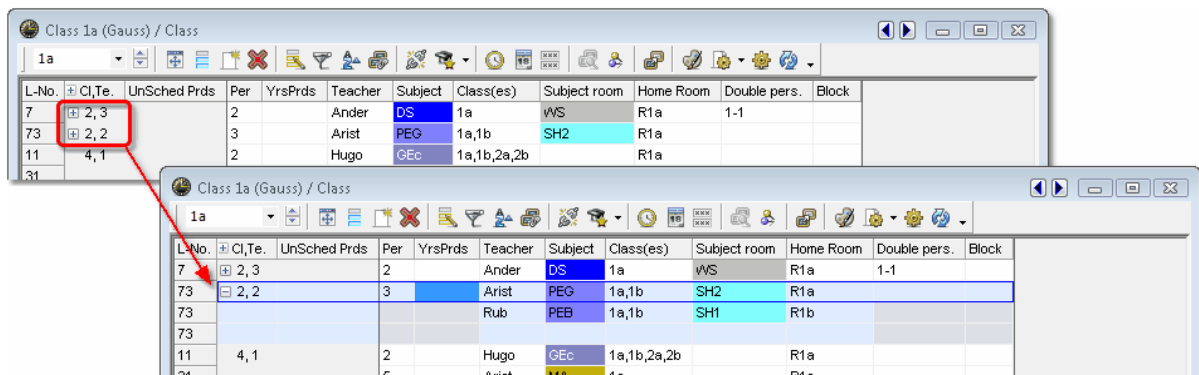 Class 1a (Gauss) / Class
1a
L-No. Cl,Te. UnSched Prds Per YrsPrds Teacher Subject Class(es) Subject room Home Room Double pers. Block
7 2, 3 2 Ander DS 1a WS R1a 1-1
73 2, 2 3 Arist PEG 1a,1b SH2 R1a
11 4, 1 2 Hugo GEc 1a,1b,2a,2b R1a
31
Class 1a (Gauss) / Class
1a
L-No. Cl,Te. UnSched Prds Per YrsPrds Teacher Subject Class(es) Subject room Home Room Double pers. Block
7 2, 3 2 Ander DS 1a WS R1a 1-1
73 2, 2 3 Arist PEG 1a,1b SH2 R1a
73 Rub PEB 1a,1b SH1 R1b
73
11 4, 1 2 Hugo GEc 1a,1b,2a,2b R1a